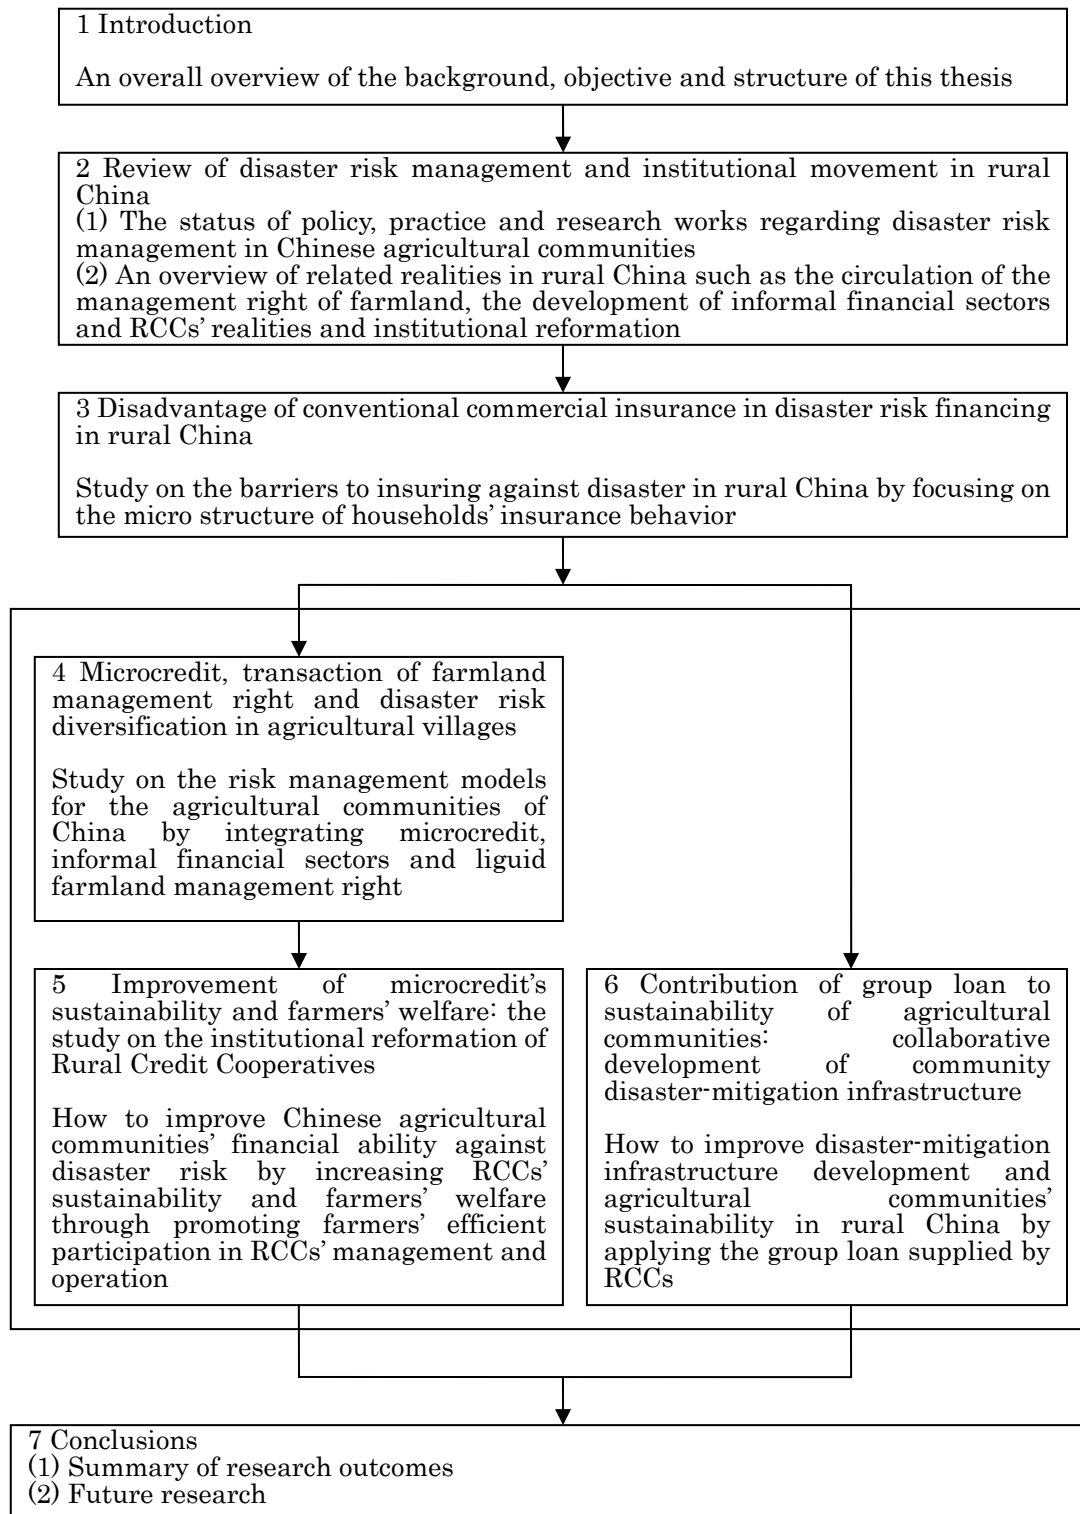 1 Introduction
An overall overview of the background, objective and structure of this thesis
2 Review of disaster risk management and institutional movement in rural
China
(1) The status of policy, practice and research works regarding disaster risk
management in Chinese agricultural communities
(2) An overview of related realities in rural China such as the circulation of the
management right of farmland, the development of informal financial sectors
and RCCs' realities and institutional reformation
3 Disadvantage of conventional commercial insurance in disaster risk financing
in rural China
Study on the barriers to insuring against disaster in rural China by focusing on
the micro structure of households' insurance behavior
4 Microcredit, transaction of farmland
management right and disaster risk
diversification in agricultural villages
Study on the risk management models
for the agricultural communities of
China by integrating microcredit,
informal financial sectors and liguid
farmland management right
5 Improvement of microcredit's
sustainability and farmers' welfare: the
study on the institutional reformation of
Rural Credit Cooperatives
How to improve Chinese agricultural
communities' financial ability against
disaster risk by increasing RCCs'
sustainability and farmers' welfare
through promoting farmers' efficient
participation in RCCs' management and
operation
6 Contribution of group loan to
sustainability of agricultural
communities: collaborative
development of community
disaster-mitigation infrastructure
How to improve disaster-mitigation
infrastructure development and
agricultural communities'
sustainability in rural China by
applying the group loan supplied by
RCCs
7 Conclusions
(1) Summary of research outcomes
(2) Future research